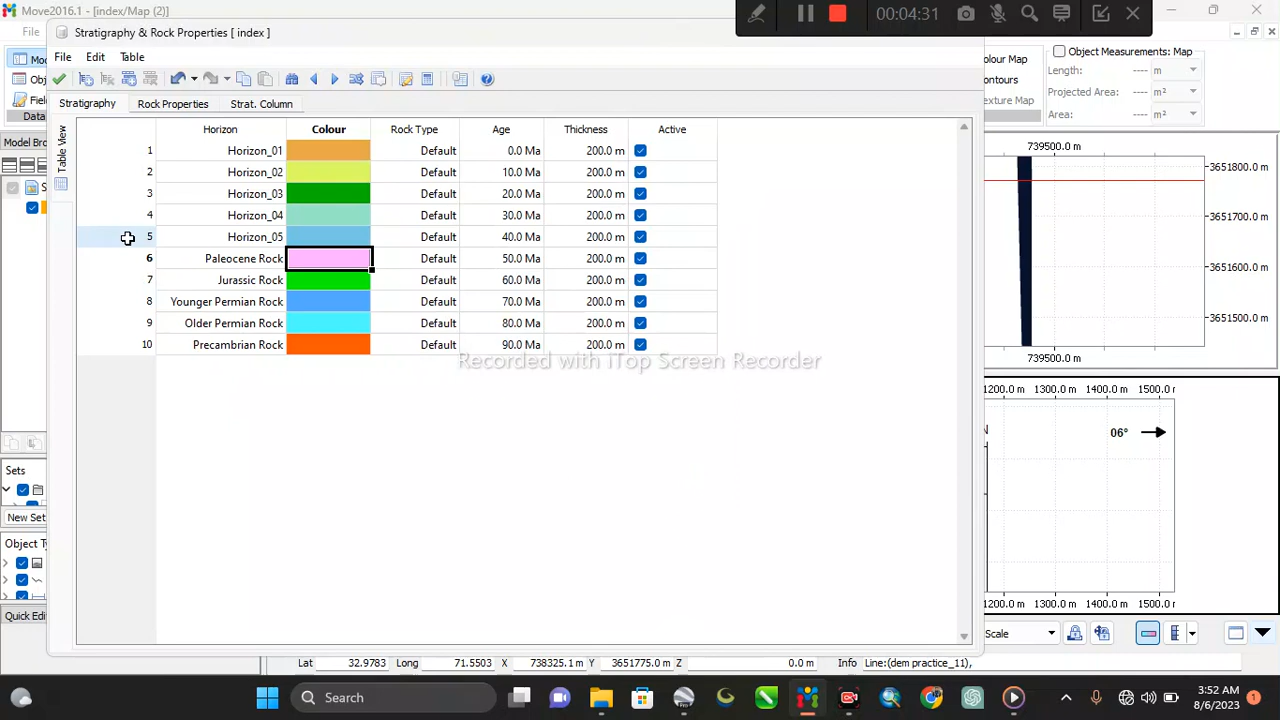 Move2016.1 - [index/Map (2)]
00:04:31
Stratigraphy & Rock Properties [ index ]
File
File Edit Table
Stratigraphy Rock Properties Strat. Column
Table View
Horizon Colour Rock Type Age Thickness Active
1 Horizon_01 Default 0.0 Ma 200.0 m
2 Horizon_02 Default 10.0 Ma 200.0 m
3 Horizon_03 Default 20.0 Ma 200.0 m
4 Horizon_04 Default 30.0 Ma 200.0 m
5 Horizon_05 Default 40.0 Ma 200.0 m
6 Paleocene Rock Default 50.0 Ma 200.0 m
7 Jurassic Rock Default 60.0 Ma 200.0 m
8 Younger Permian Rock Default 70.0 Ma 200.0 m
9 Older Permian Rock Default 80.0 Ma 200.0 m
10 Precambrian Rock Default 90.0 Ma 200.0 m
Recorded with iTop Screen Recorder
Data
Model Bro
Sets
New Set
Object Ty
Quick Edi
olour Map
ontours
exture Map
Object Measurements: Map
Length: ---- m
Projected Area: ---- m²
Area: ---- m²
739500.0 m
3651800.0 m
3651700.0 m
3651600.0 m
3651500.0 m
739500.0 m
1200.0 m 1300.0 m 1400.0 m 1500.0 m
06°
1200.0 m 1300.0 m 1400.0 m 1500.0 m
Scale
Lat 32.9783 Long 71.5503 X 738325.1 m Y 3651775.0 m Z 0.0 m Info Line:(dem practice_11),
Search
3:52 AM
8/6/2023